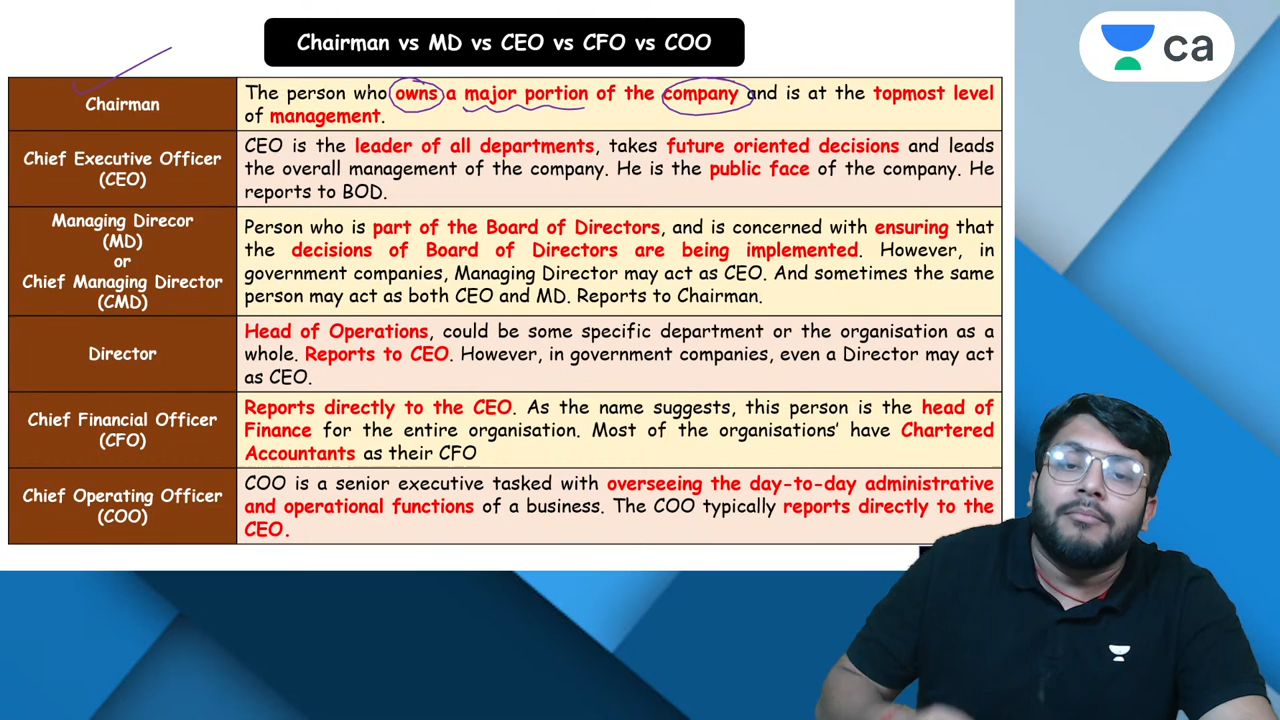 Chairman vs MD vs CEO vs CFO vs COO
ca
Chairman
The person who owns a major portion of the company and is at the topmost level
of management.
Chief Executive Officer
(CEO)
CEO is the leader of all departments, takes future oriented decisions and leads
the overall management of the company. He is the public face of the company. He
reports to BOD.
Managing Direcor
(MD)
or
Chief Managing Director
(CMD)
Person who is part of the Board of Directors, and is concerned with ensuring that
the decisions of Board of Directors are being implemented. However, in
government companies, Managing Director may act as CEO. And sometimes the same
person may act as both CEO and MD. Reports to Chairman.
Director
Head of Operations, could be some specific department or the organisation as a
whole. Reports to CEO. However, in government companies, even a Director may act
as CEO.
Chief Financial Officer
(CFO)
Reports directly to the CEO. As the name suggests, this person is the head of
Finance for the entire organisation. Most of the organisations' have Chartered
Accountants as their CFO
Chief Operating Officer
(COO)
COO is a senior executive tasked with overseeing the day-to-day administrative
and operational functions of a business. The COO typically reports directly to the
CEO.